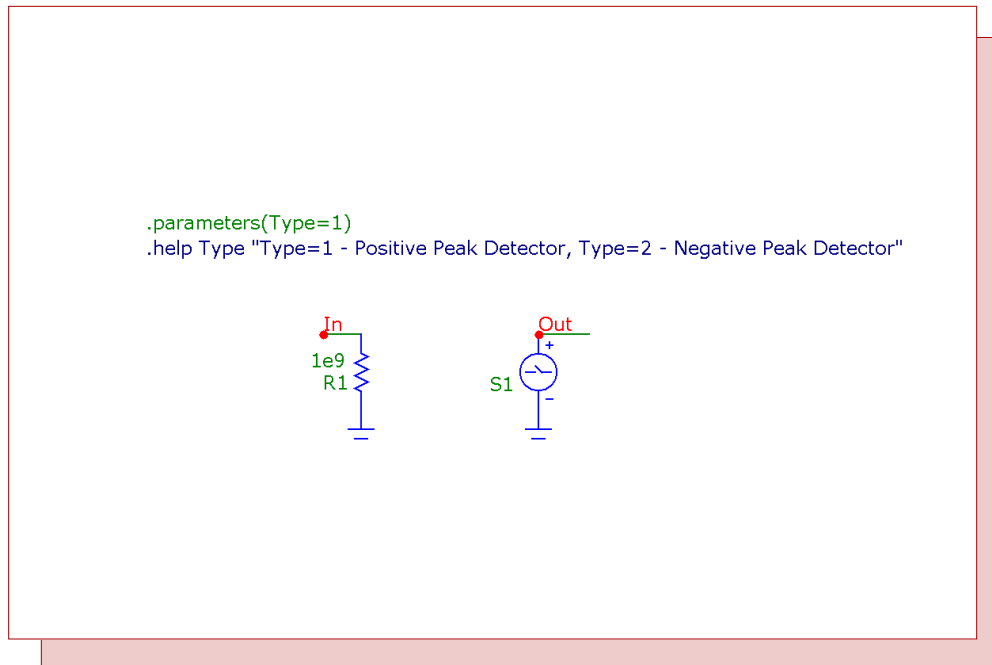 .parameters(Type=1)
.help Type "Type=1 - Positive Peak Detector, Type=2 - Negative Peak Detector"
In
Out
+
1e9
R1
S1
-